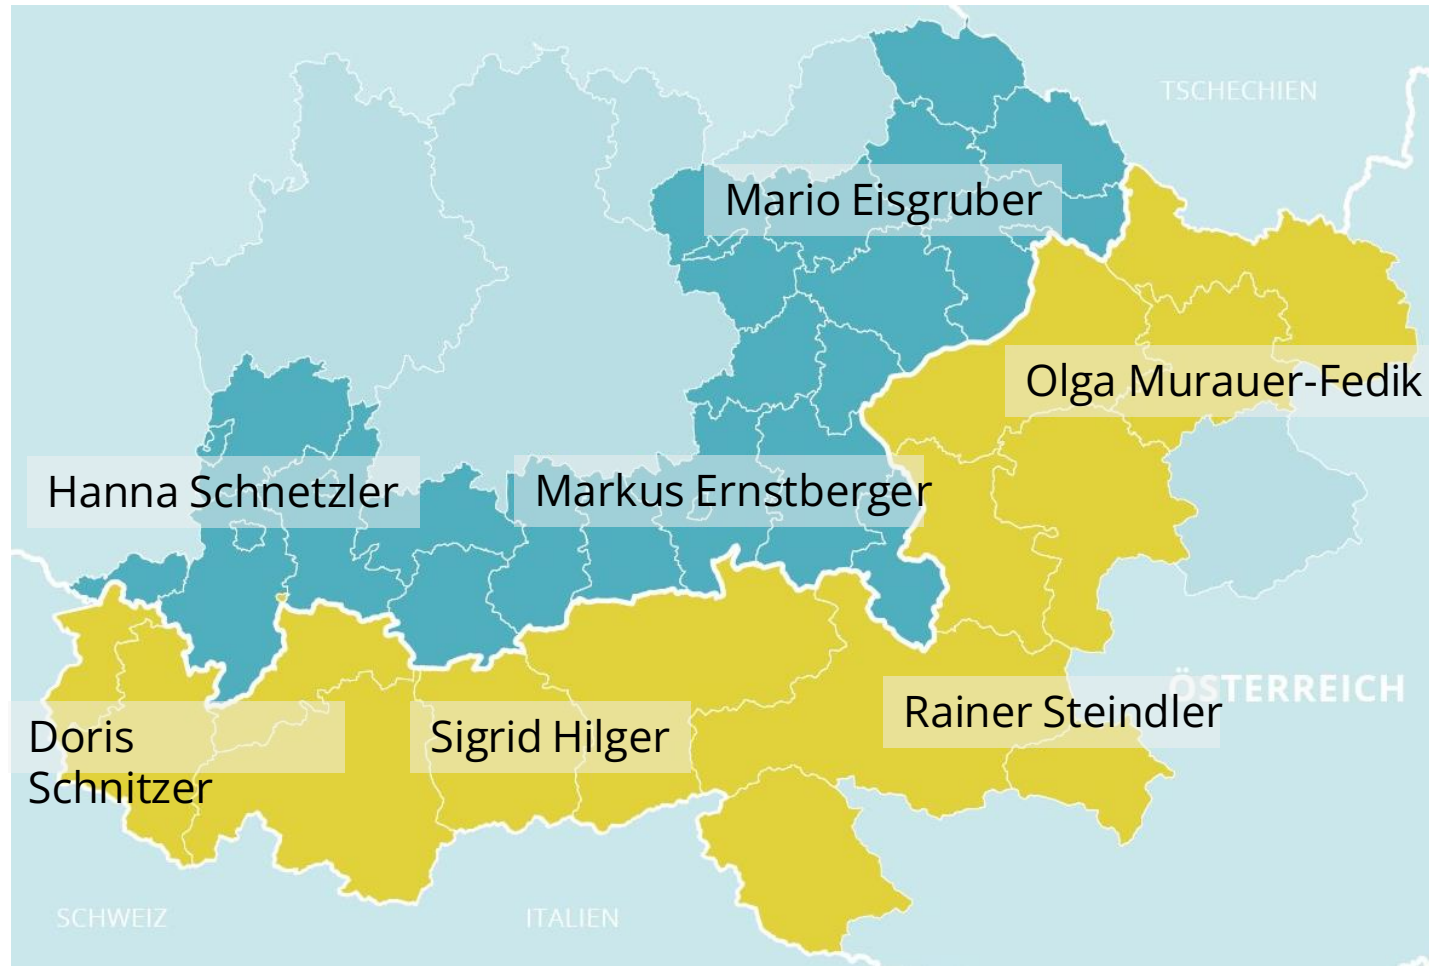 TSCHECHIEN
Mario Eisgruber
Olga Murauer-Fedik
Hanna Schnetzler
Markus Ernstberger
ÖSTERREICH
Rainer Steindler
Doris
Schnitzer
Sigrid Hilger
SCHWEIZ
ITALIEN